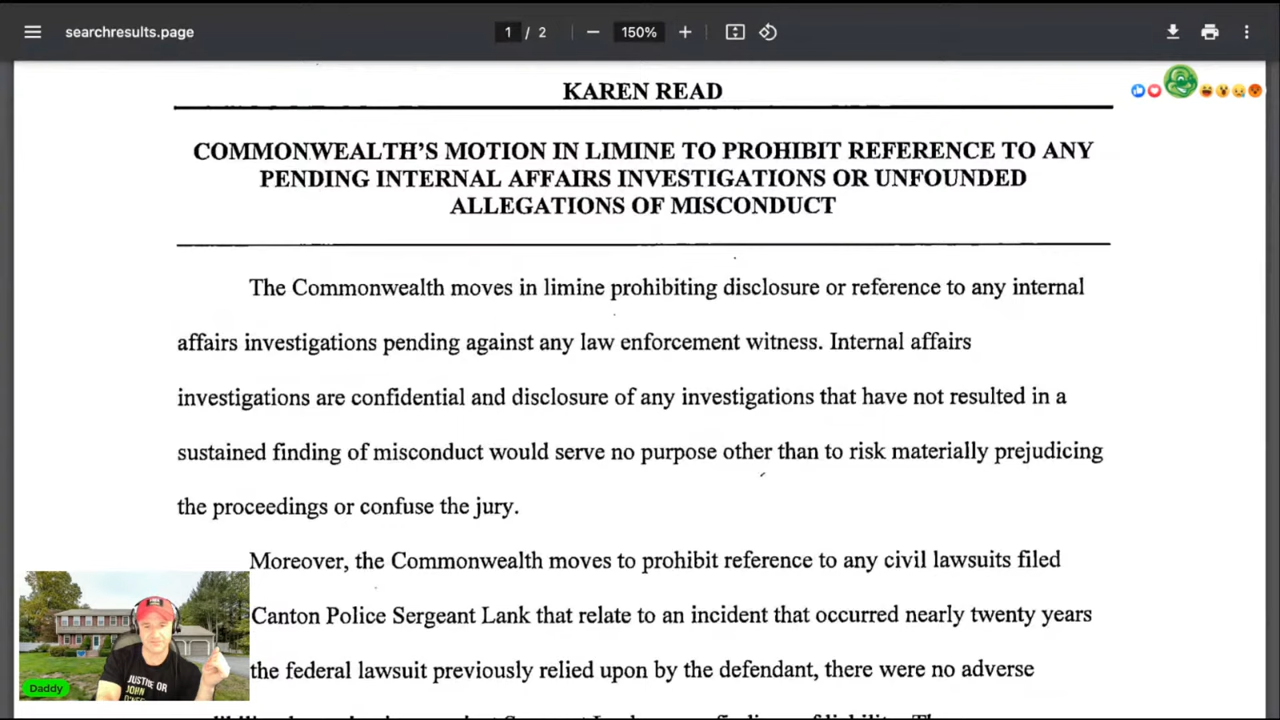 searchresults.page
1 / 2
150%
KAREN READ
COMMONWEALTH'S MOTION IN LIMINE TO PROHIBIT REFERENCE TO ANY
PENDING INTERNAL AFFAIRS INVESTIGATIONS OR UNFOUNDED
ALLEGATIONS OF MISCONDUCT
The Commonwealth moves in limine prohibiting disclosure or reference to any internal
affairs investigations pending against any law enforcement witness. Internal affairs
investigations are confidential and disclosure of any investigations that have not resulted in a
sustained finding of misconduct would serve no purpose other than to risk materially prejudicing
the proceedings or confuse the jury.
Moreover, the Commonwealth moves to prohibit reference to any civil lawsuits filed
Canton Police Sergeant Lank that relate to an incident that occurred nearly twenty years
the federal lawsuit previously relied upon by the defendant, there were no adverse
JUSTICE
JOHN
Daddy